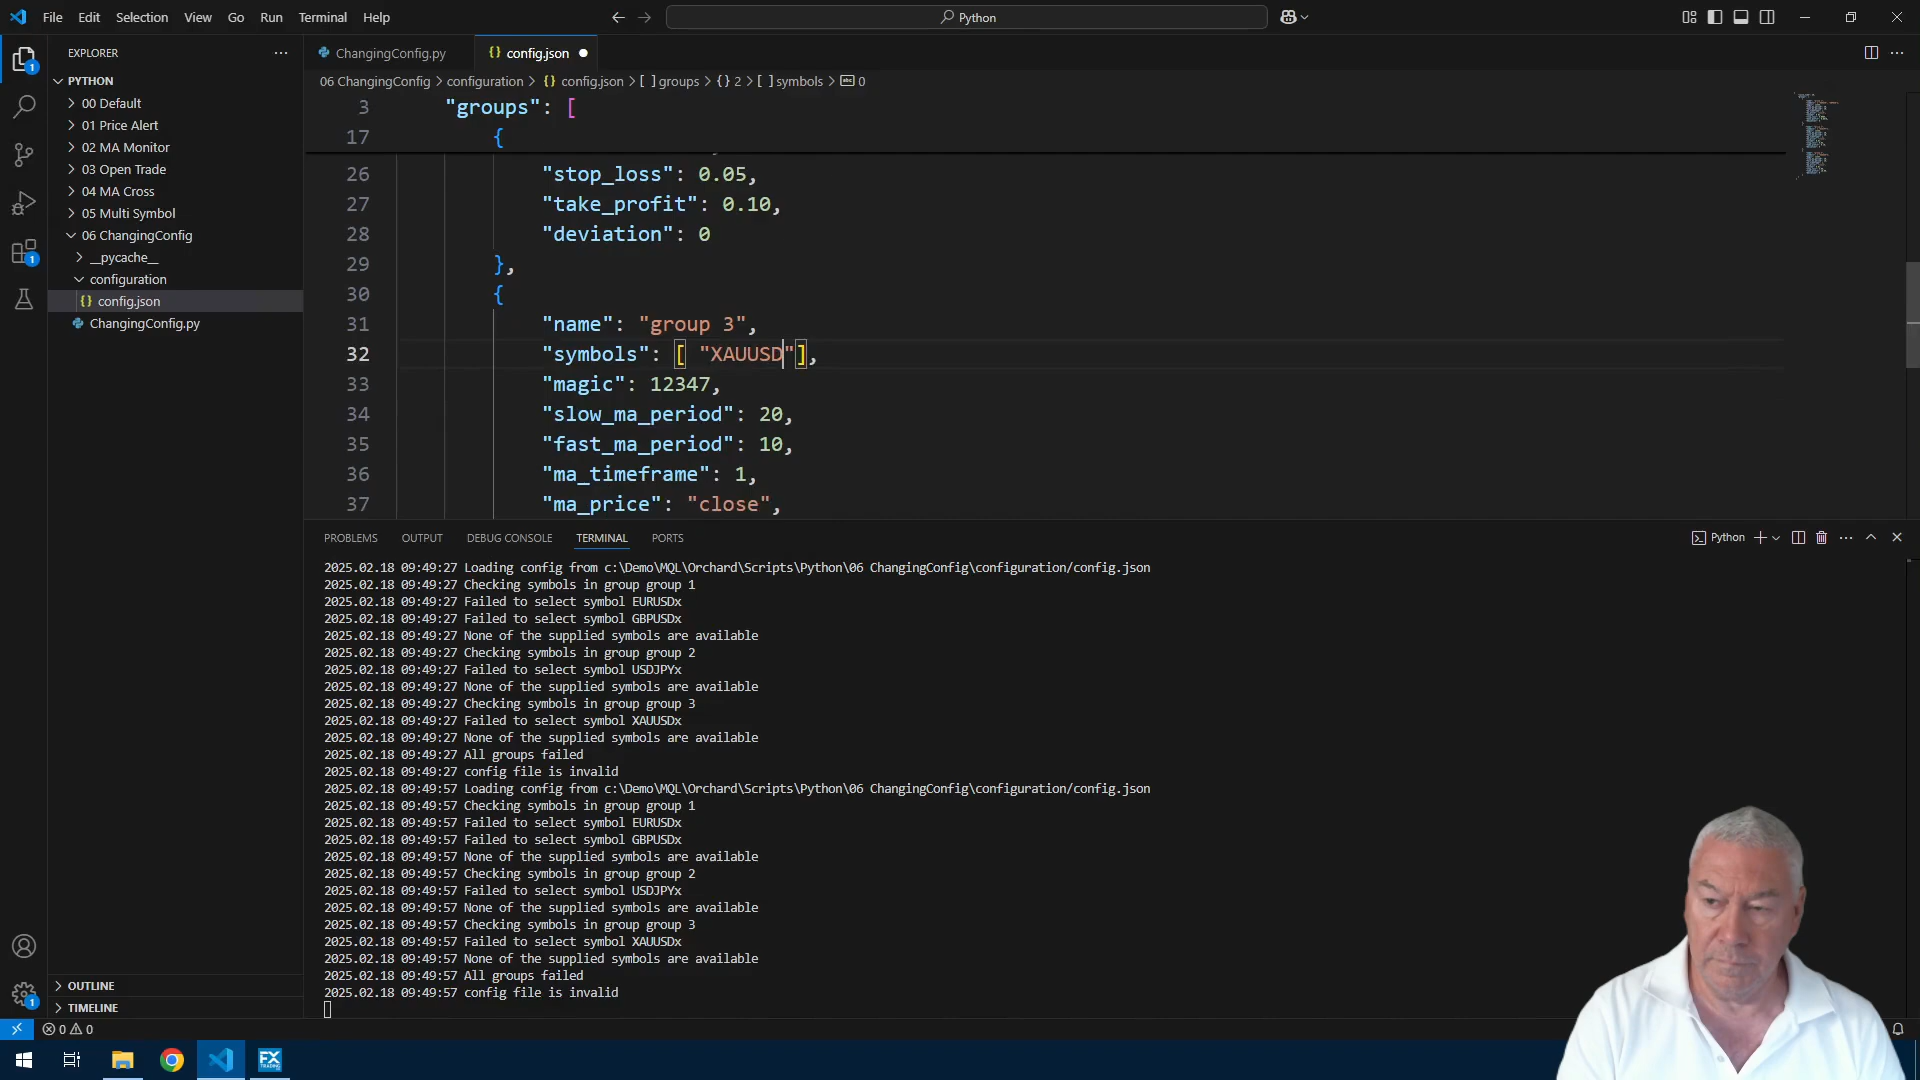 File Edit Selection View Go Run Terminal Help
Python
EXPLORER
PYTHON
00 Default
01 Price Alert
02 MA Monitor
03 Open Trade
04 MA Cross
05 Multi Symbol
06 ChangingConfig
__pycache__
configuration
{} config.json
ChangingConfig.py
OUTLINE
TIMELINE
ChangingConfig.py {} config.json
06 ChangingConfig > configuration > {} config.json > [ ] groups > {} 2 > [ ] symbols > abc 0
3 "groups": [
17 {
26 "stop_loss": 0.05,
27 "take_profit": 0.10,
28 "deviation": 0
29 },
30 {
31 "name": "group 3",
32 "symbols": [ "XAUUSD"],
33 "magic": 12347,
34 "slow_ma_period": 20,
35 "fast_ma_period": 10,
36 "ma_timeframe": 1,
37 "ma_price": "close",
PROBLEMS OUTPUT DEBUG CONSOLE TERMINAL PORTS
Python
2025.02.18 09:49:27 Loading config from c:\Demo\MQL\Orchard\Scripts\Python\06 ChangingConfig\configuration/config.json
2025.02.18 09:49:27 Checking symbols in group group 1
2025.02.18 09:49:27 Failed to select symbol EURUSDx
2025.02.18 09:49:27 Failed to select symbol GBPUSDx
2025.02.18 09:49:27 None of the supplied symbols are available
2025.02.18 09:49:27 Checking symbols in group group 2
2025.02.18 09:49:27 Failed to select symbol USDJPYx
2025.02.18 09:49:27 None of the supplied symbols are available
2025.02.18 09:49:27 Checking symbols in group group 3
2025.02.18 09:49:27 Failed to select symbol XAUUSDx
2025.02.18 09:49:27 None of the supplied symbols are available
2025.02.18 09:49:27 All groups failed
2025.02.18 09:49:27 config file is invalid
2025.02.18 09:49:57 Loading config from c:\Demo\MQL\Orchard\Scripts\Python\06 ChangingConfig\configuration/config.json
2025.02.18 09:49:57 Checking symbols in group group 1
2025.02.18 09:49:57 Failed to select symbol EURUSDx
2025.02.18 09:49:57 Failed to select symbol GBPUSDx
2025.02.18 09:49:57 None of the supplied symbols are available
2025.02.18 09:49:57 Checking symbols in group group 2
2025.02.18 09:49:57 Failed to select symbol USDJPYx
2025.02.18 09:49:57 None of the supplied symbols are available
2025.02.18 09:49:57 Checking symbols in group group 3
2025.02.18 09:49:57 Failed to select symbol XAUUSDx
2025.02.18 09:49:57 None of the supplied symbols are available
2025.02.18 09:49:57 All groups failed
2025.02.18 09:49:57 config file is invalid
0 0
FX TRADING